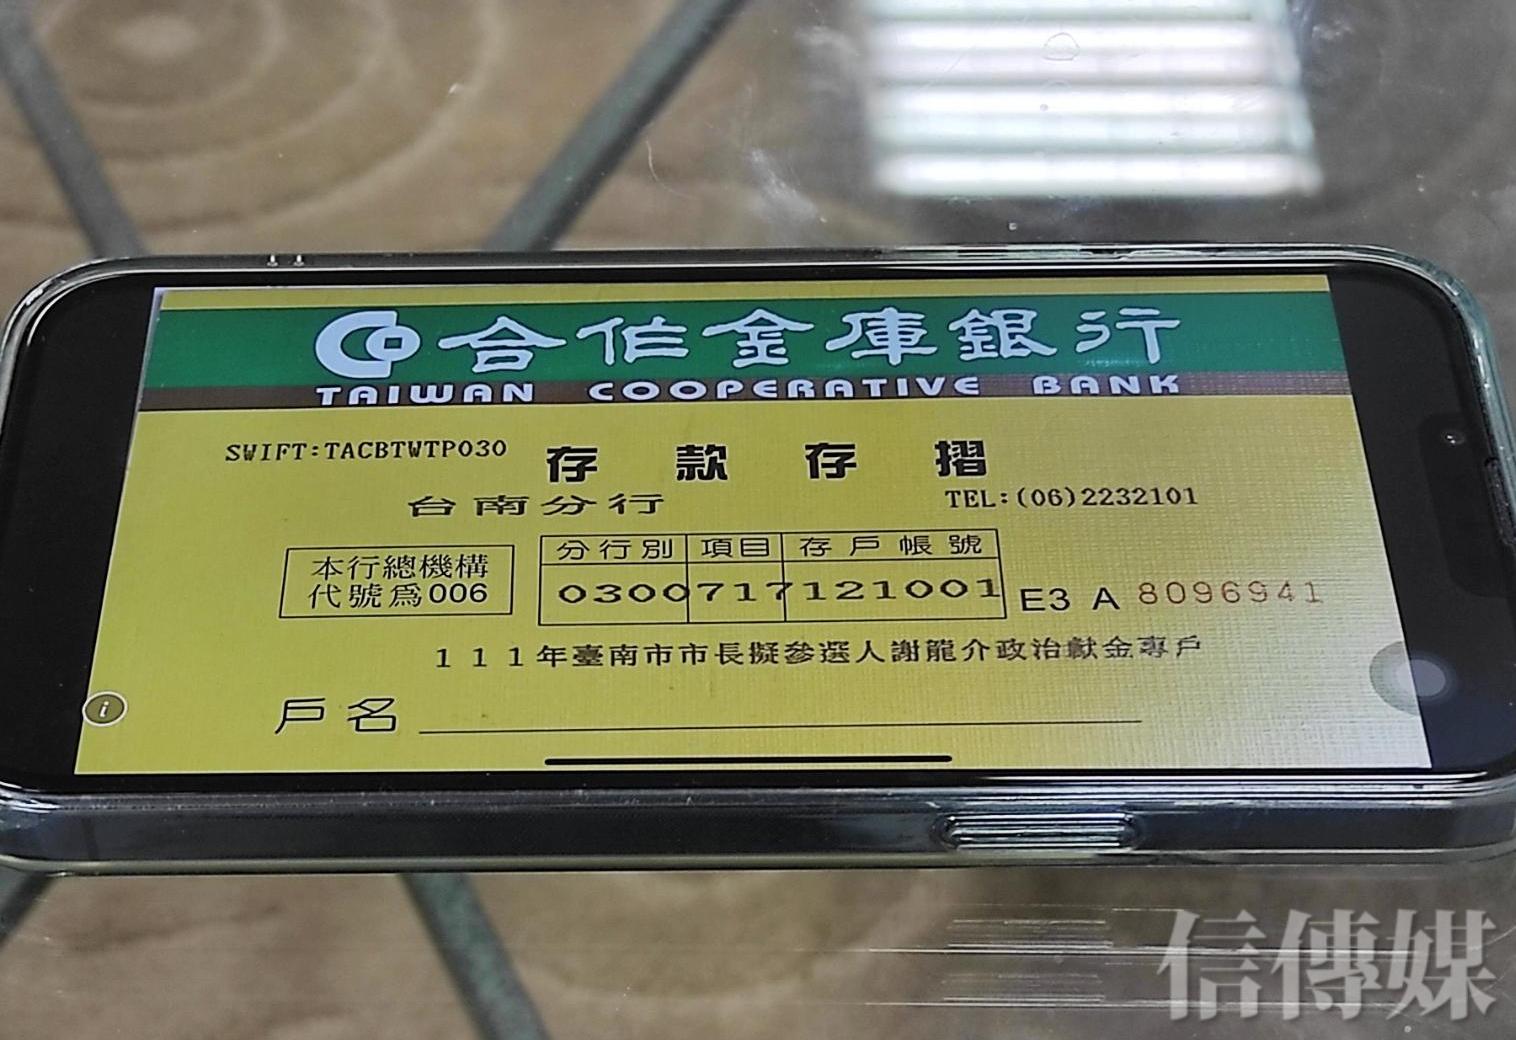 合作金庫銀行
TAIWAN COOPERATIVE BANK
SWIFT:TACBTWTP030
存款存摺
台南分行
TEL:(06)2232101
本行總機構
代號為006
分行別 項目 存戶帳號
0300717121001
E3 A 8096941
111年臺南市市長擬參選人謝龍介政治獻金專戶
戶名
信傳媒